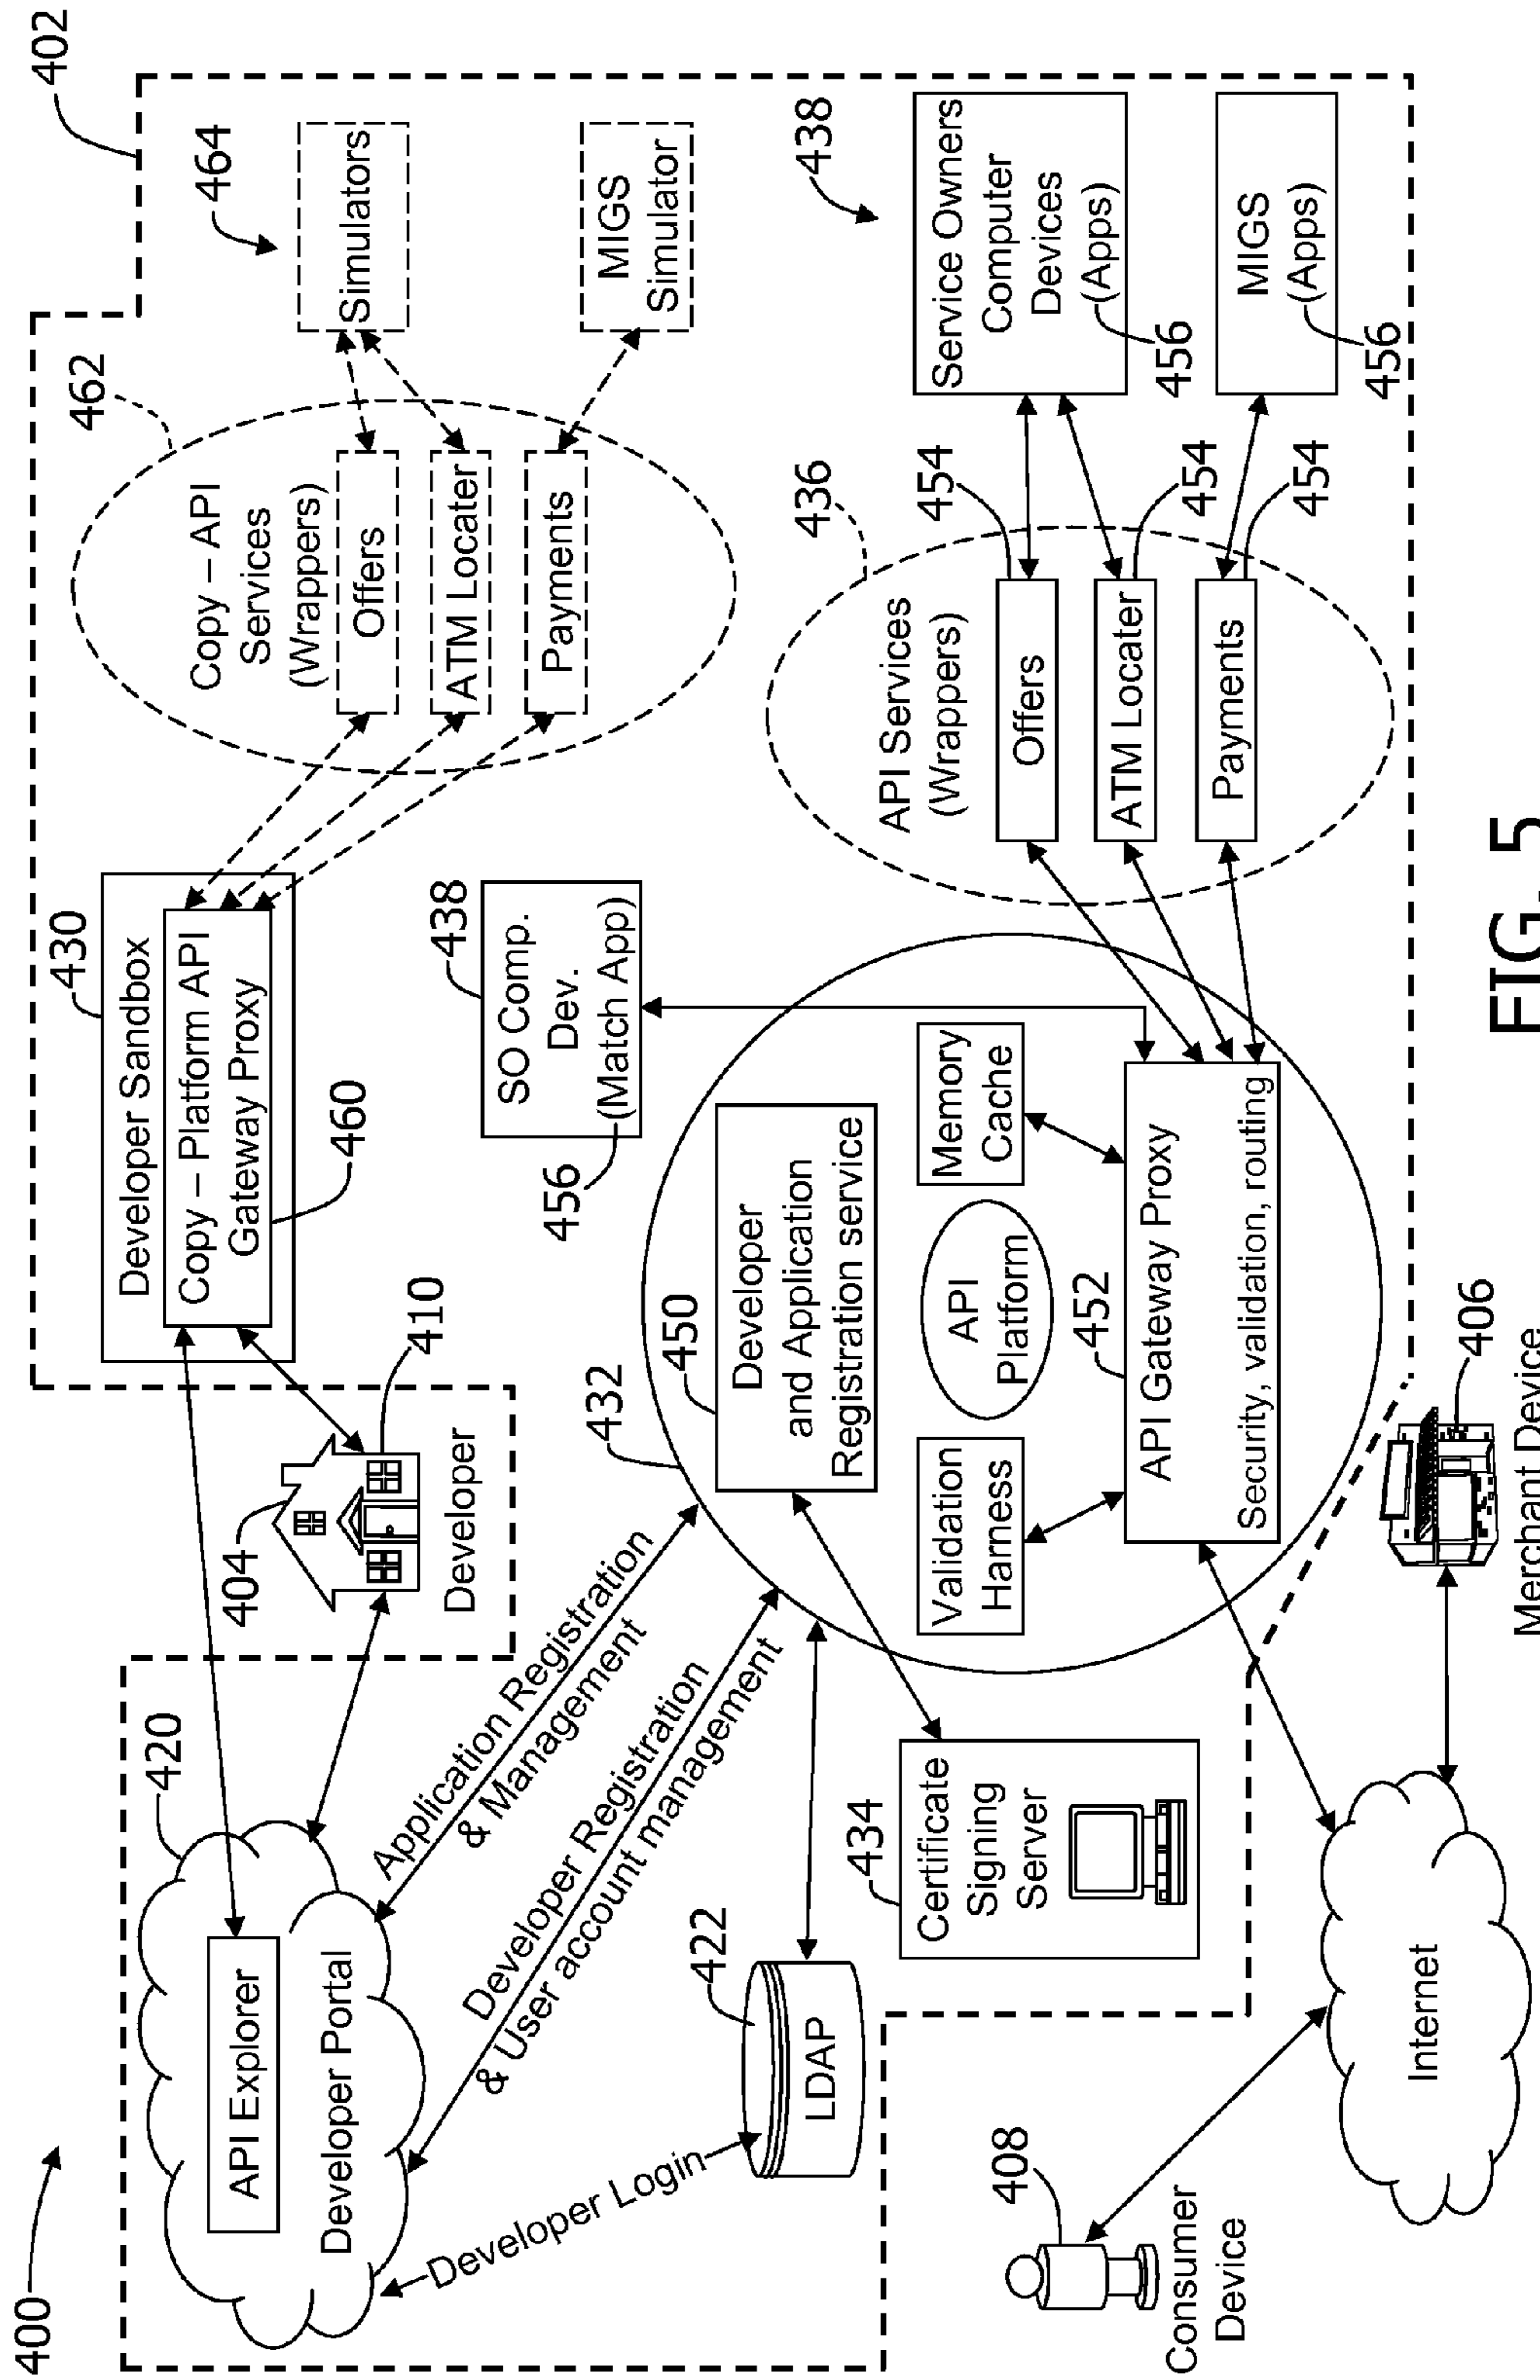 400
402
420
API Explorer
Developer Portal
404
410
Developer
430
Developer Sandbox
Copy – Platform API
Gateway Proxy
460
462
Copy – API
Services
(Wrappers)
Offers
ATM Locater
Payments
464
Simulators
MIGS
Simulator
Application Registration
& Management
Developer Registration
& User account management
Developer Login
422
LDAP
434
Certificate
Signing
Server
432
450
Developer
and Application
Registration service
438
SO Comp.
Dev.
(Match App)
456
Validation
Harness
API
Platform
Memory
Cache
452
API Gateway Proxy
Security, validation, routing
436
API Services
(Wrappers)
Offers
454
ATM Locater
454
Payments
454
438
Service Owners
Computer
Devices
(Apps)
456
MIGS
(Apps)
456
408
Consumer
Device
Internet
406
Merchant Device
FIG. 5